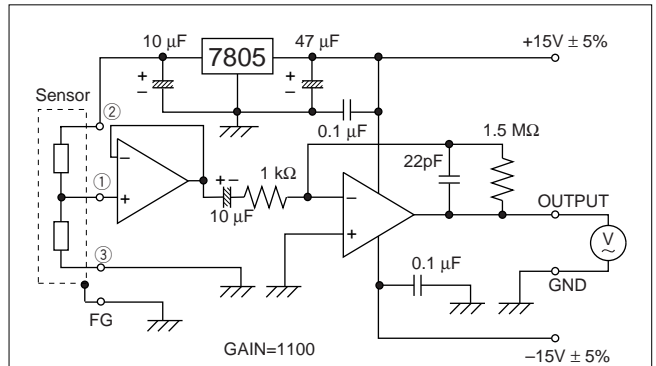 10 μF
7805
47 μF
+15V ± 5%
+
−
+
−
Sensor
②
0.1 μF
1.5 MΩ
−
22pF
①
+
+−
1 kΩ
10 μF
−
+
OUTPUT
V
~
③
0.1 μF
GND
FG
GAIN=1100
−15V ± 5%